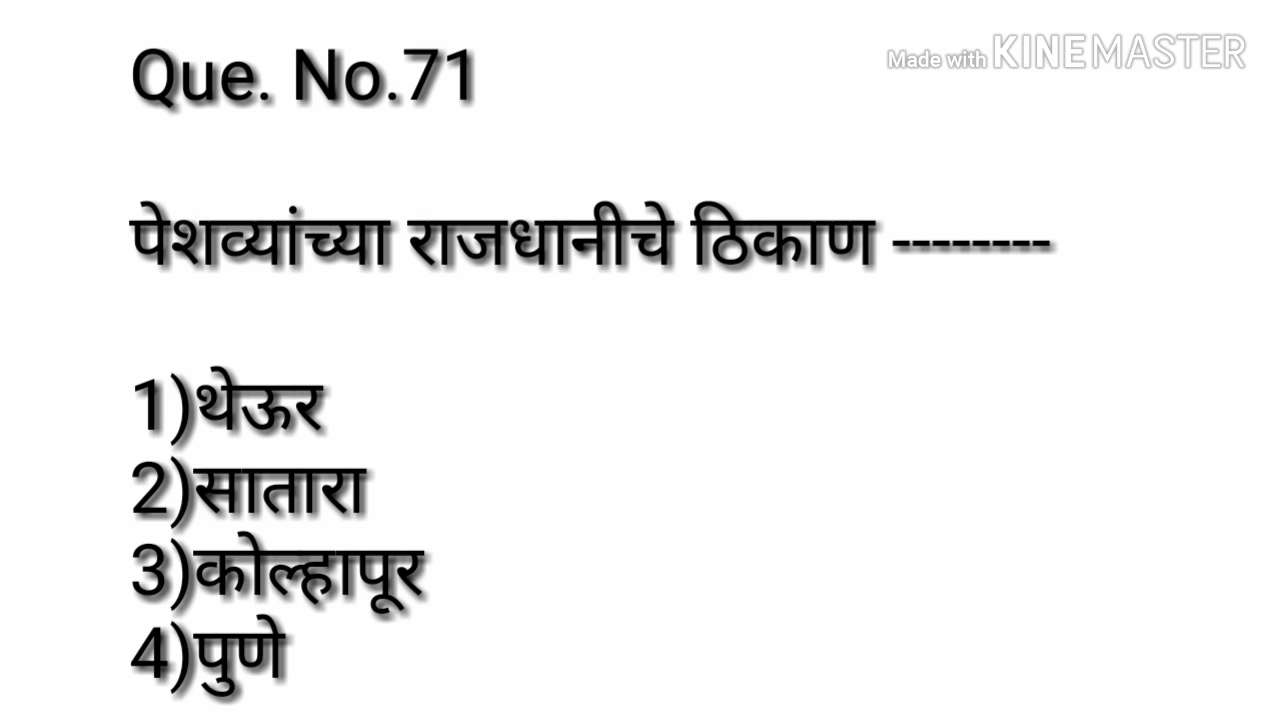 Made with KINEMASTER
Que. No.71
पेशव्यांच्या राजधानीचे ठिकाण --------
1)थेऊर
2)सातारा
3)कोल्हापूर
4)पुणे